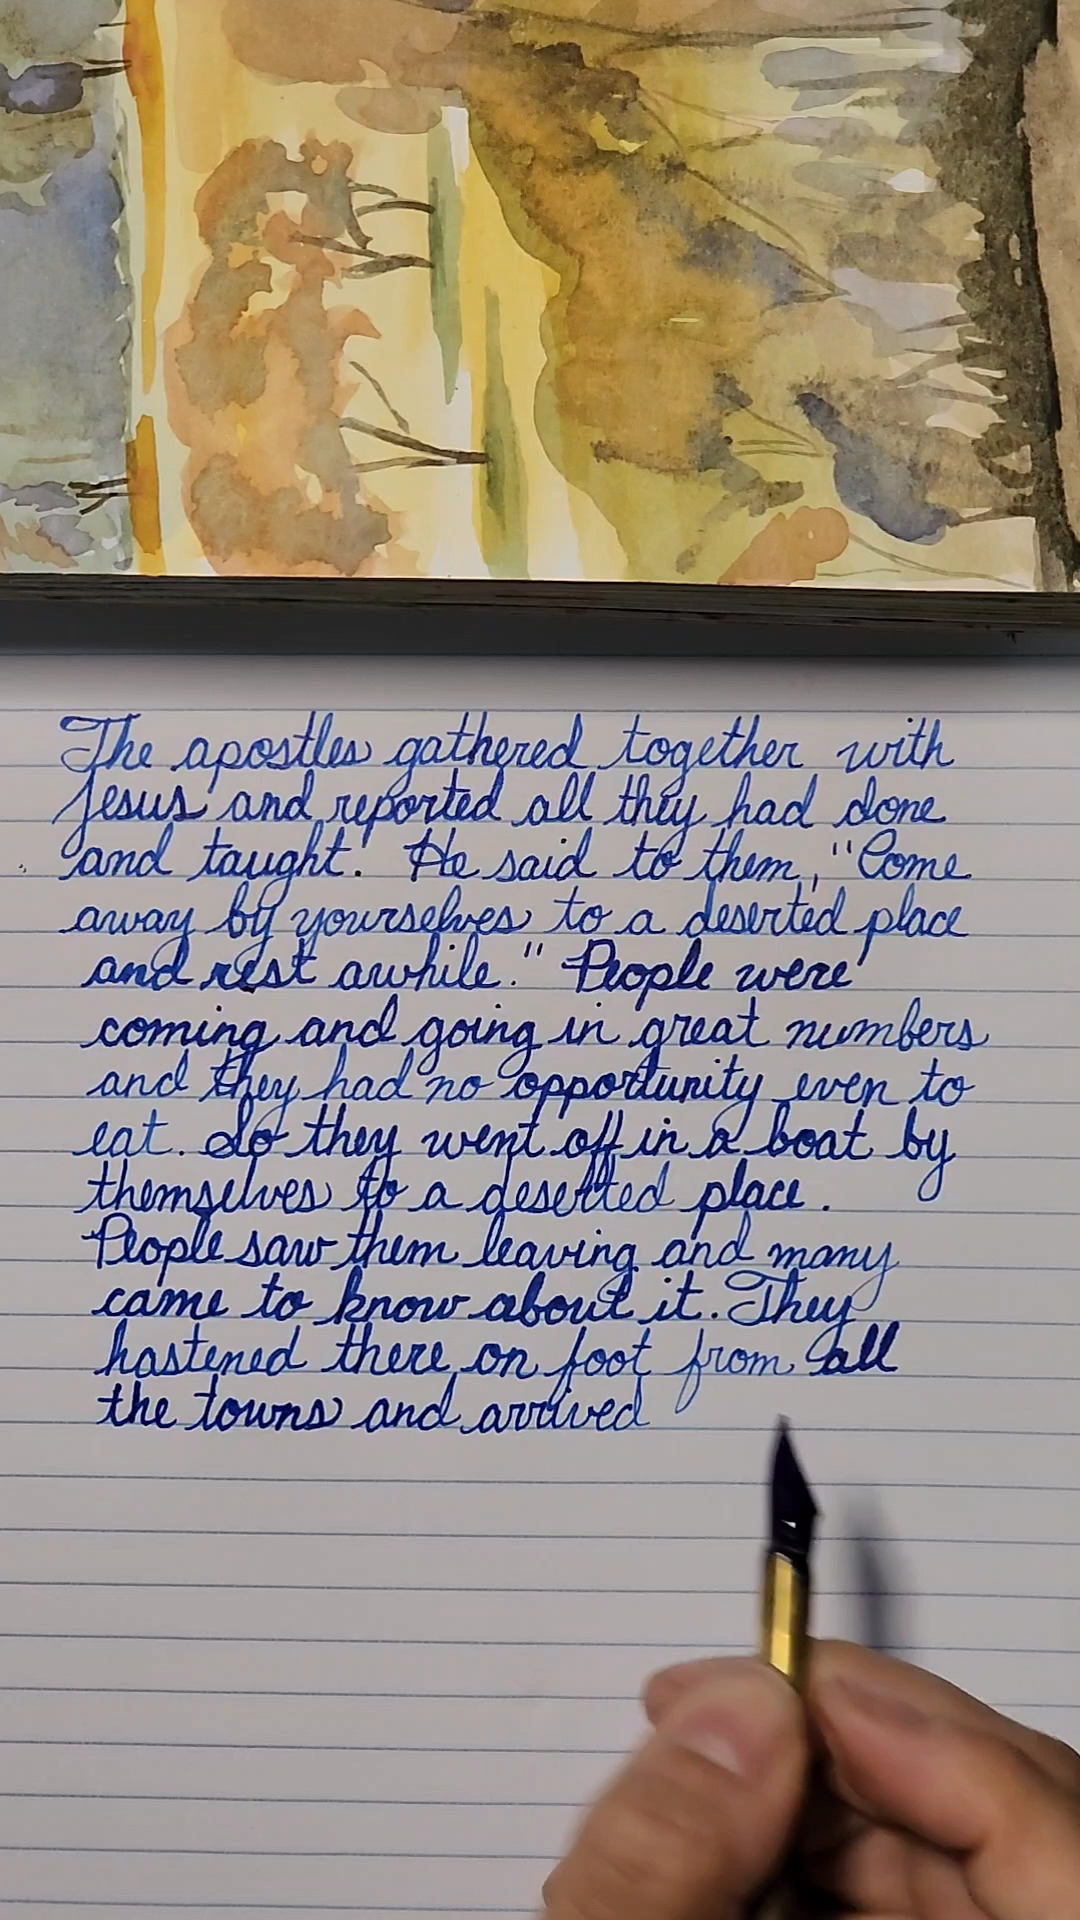 The apostles gathered together with
Jesus and reported all they had done
and taught. He said to them, "Come
away by yourselves to a deserted place
and rest awhile." People were
coming and going in great numbers
and they had no opportunity even to
eat. So they went off in a boat by
themselves to a deserted place.
People saw them leaving and many
came to know about it. They
hastened there on foot from all
the towns and arrived